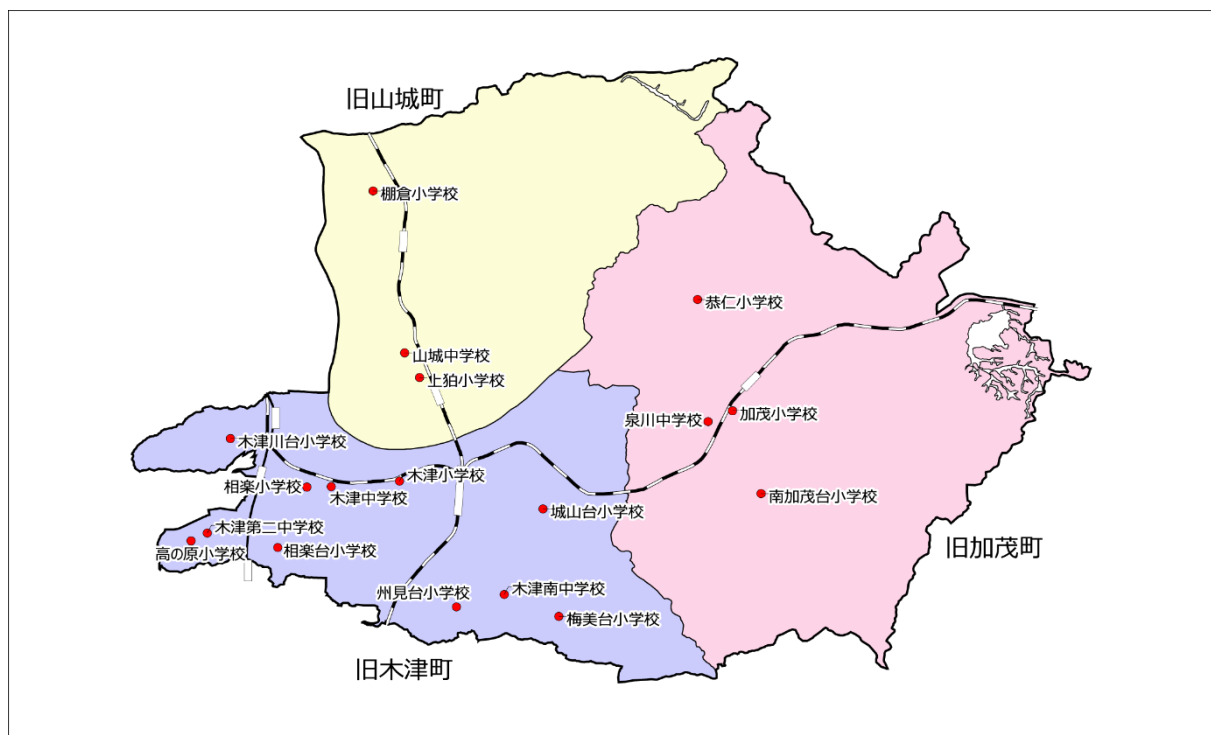 旧山城町
棚倉小学校
恭仁小学校
山城中学校
上狛小学校
加茂小学校
泉川中学校
木津川台小学校
木津小学校
相楽小学校
木津中学校
南加茂台小学校
城山台小学校
木津第二中学校
高の原小学校
相楽台小学校
旧加茂町
州見台小学校
木津南中学校
梅美台小学校
旧木津町